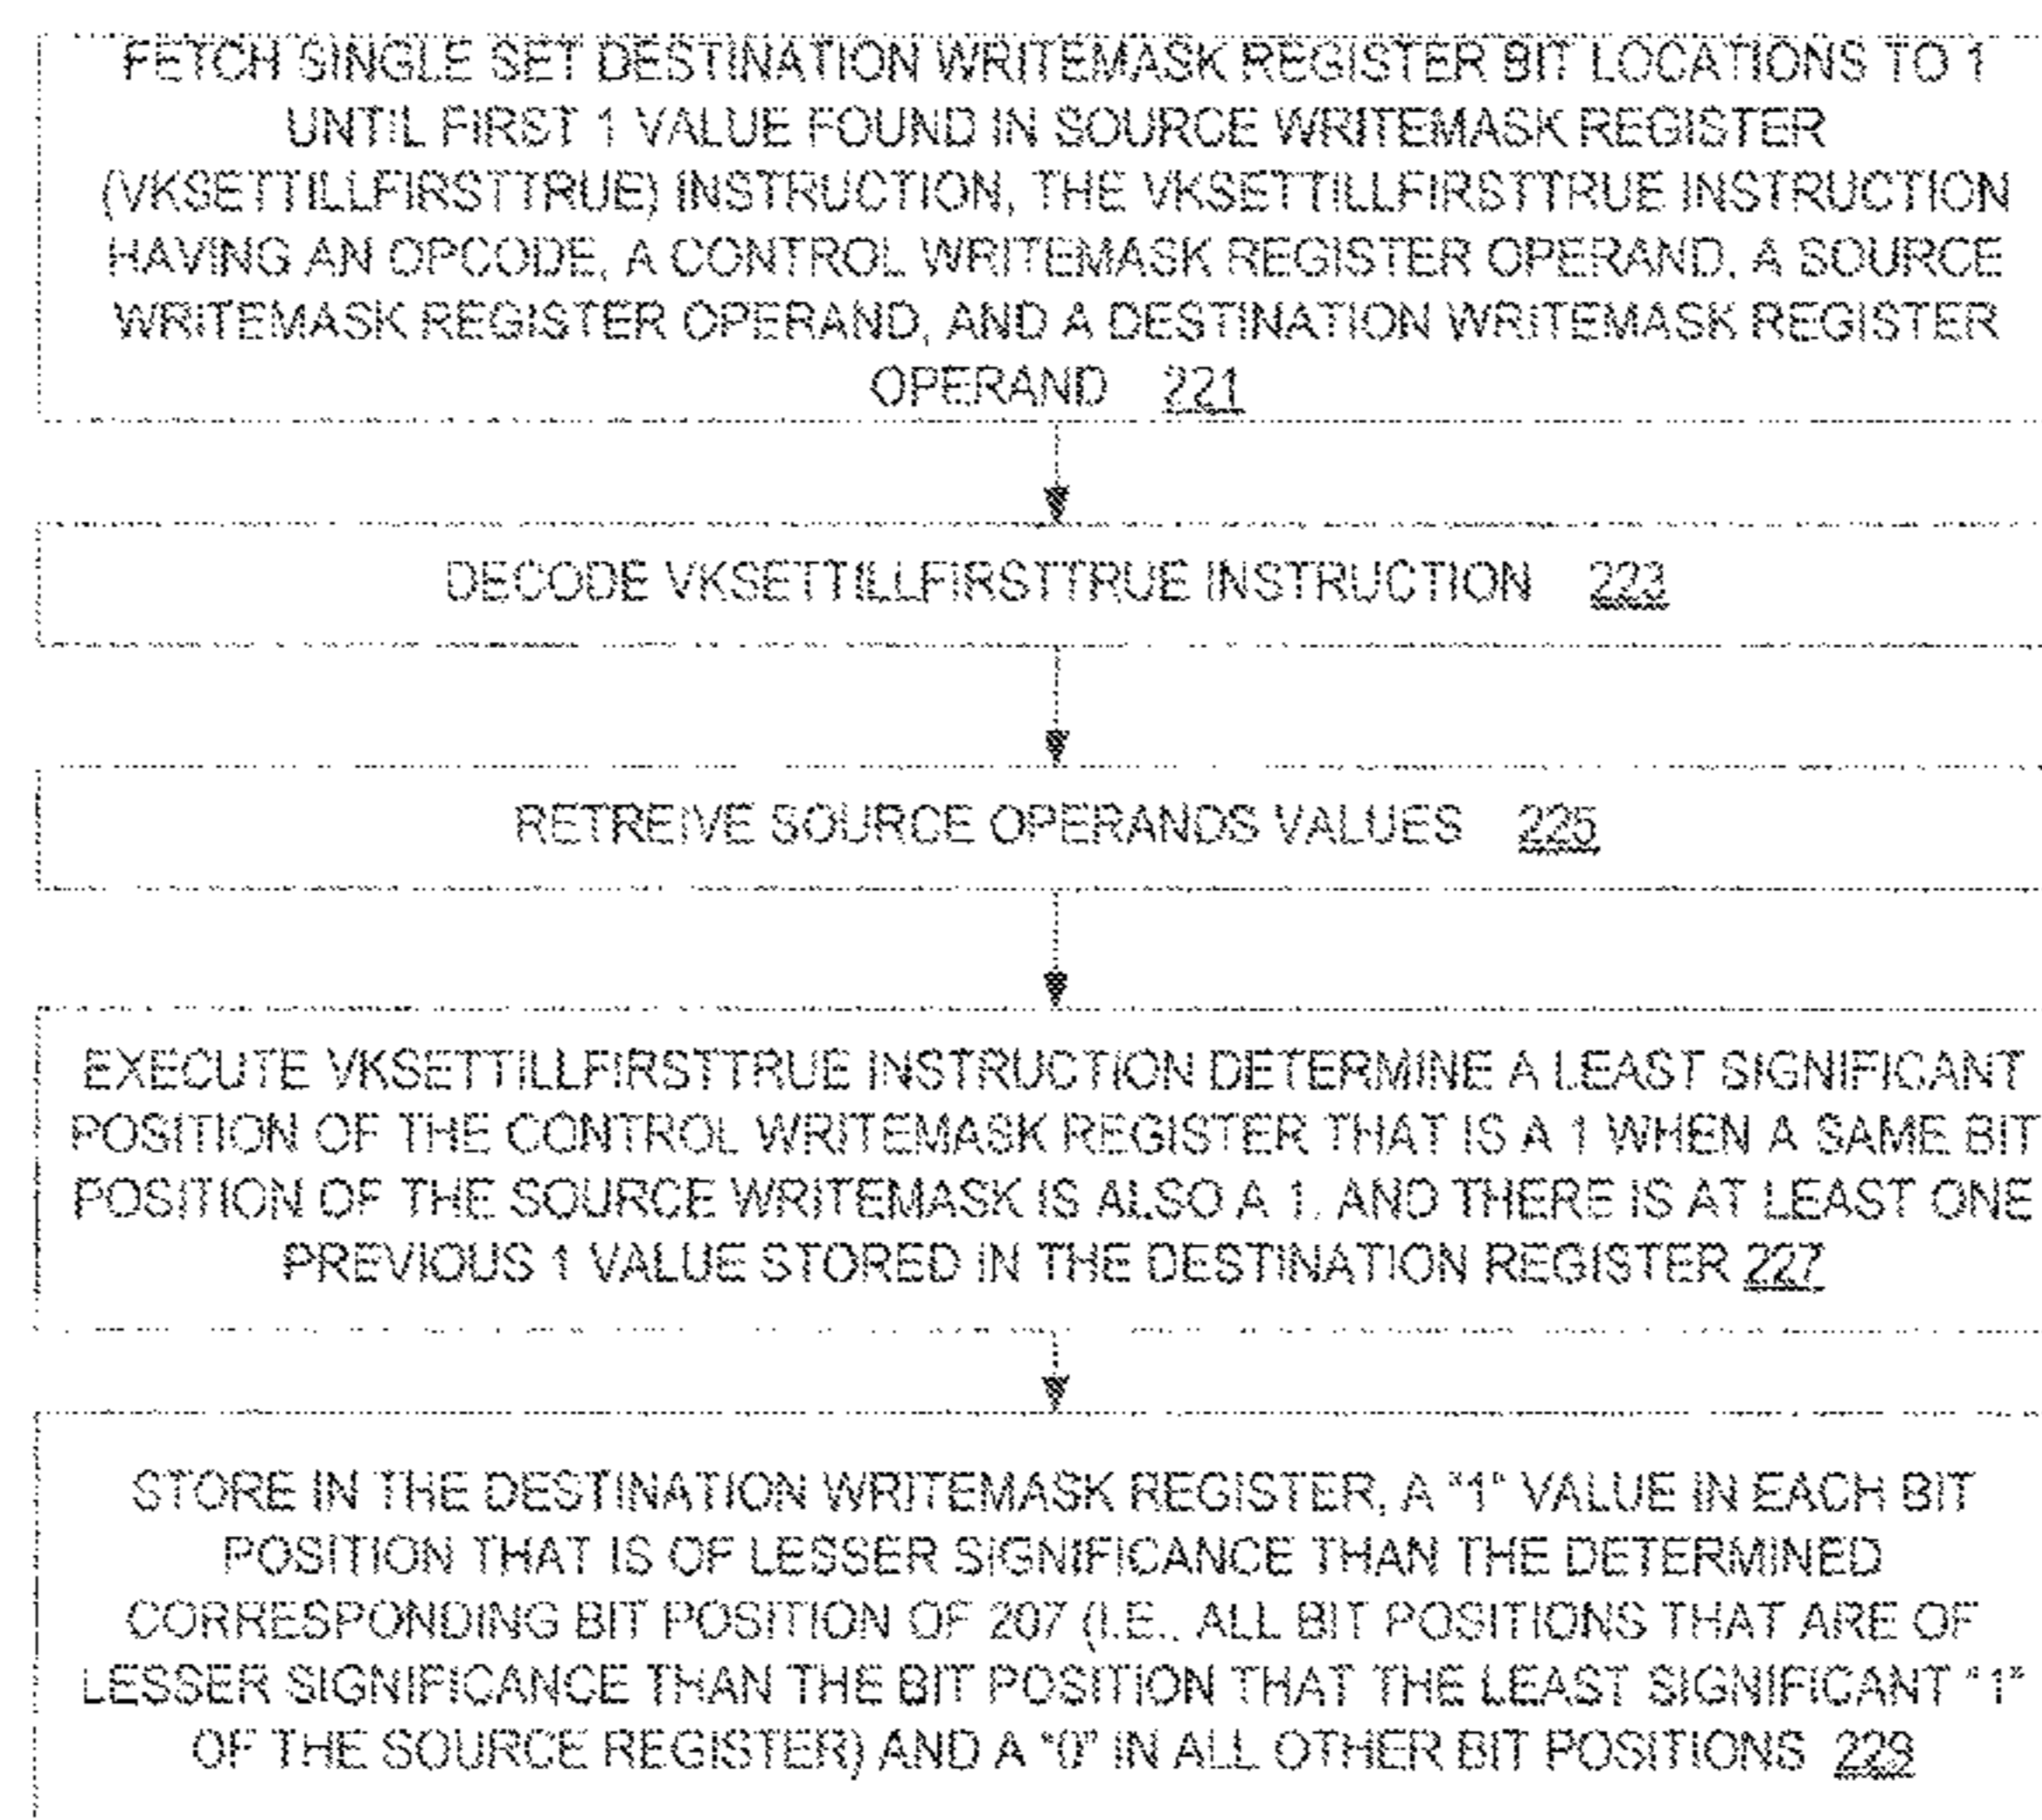 FETCH SINGLE SET DESTINATION WRITEMASK REGISTER BIT LOCATIONS TO 1
UNTIL FIRST 1 VALUE FOUND IN SOURCE WRITEMASK REGISTER
(VKSETTILLFIRSTTRUE) INSTRUCTION, THE VKSETTILLFIRSTTRUE INSTRUCTION
HAVING AN OPCODE, A CONTROL WRITEMASK REGISTER OPERAND, A SOURCE
WRITEMASK REGISTER OPERAND, AND A DESTINATION WRITEMASK REGISTER
OPERAND 221
DECODE VKSETTILLFIRSTTRUE INSTRUCTION 223
RETREIVE SOURCE OPERANDS VALUES 225
EXECUTE VKSETTILLFIRSTTRUE INSTRUCTION DETERMINE A LEAST SIGNIFICANT
POSITION OF THE CONTROL WRITEMASK REGISTER THAT IS A 1 WHEN A SAME BIT
POSITION OF THE SOURCE WRITEMASK IS ALSO A 1, AND THERE IS AT LEAST ONE
PREVIOUS 1 VALUE STORED IN THE DESTINATION REGISTER 227
STORE IN THE DESTINATION WRITEMASK REGISTER, A "1" VALUE IN EACH BIT
POSITION THAT IS OF LESSER SIGNIFICANCE THAN THE DETERMINED
CORRESPONDING BIT POSITION OF 207 (I.E., ALL BIT POSITIONS THAT ARE OF
LESSER SIGNIFICANCE THAN THE BIT POSITION THAT THE LEAST SIGNIFICANT "1"
OF THE SOURCE REGISTER) AND A "0" IN ALL OTHER BIT POSITIONS 229